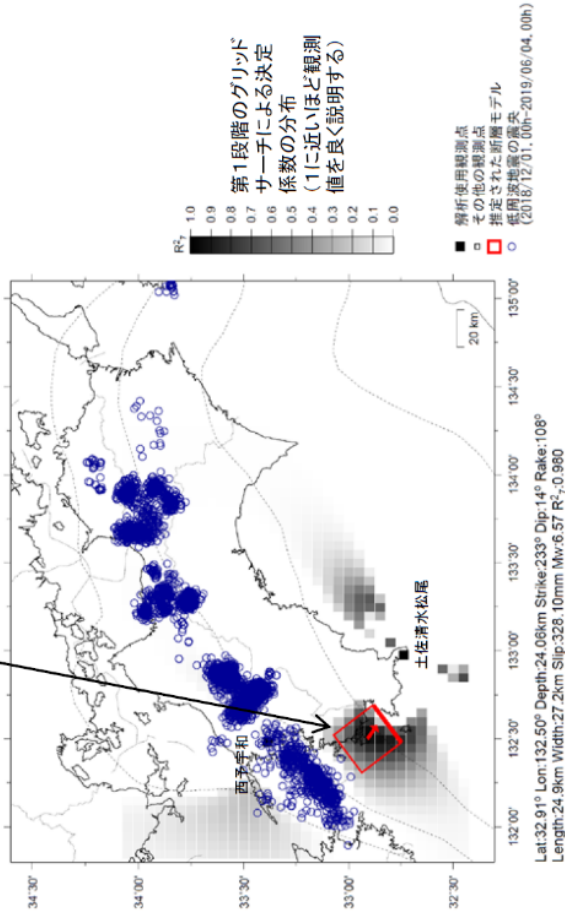 34°30'
34°00'
33°30'
33°00'
32°30'
132°00'
132°30'
133°00'
133°30'
134°00'
134°30'
135°00'
西予宇和
土佐清水松尾
20 km
R²₇
1.0
0.9
0.8
0.7
0.6
0.5
0.4
0.3
0.2
0.1
0.0
第1段階のグリッド
サーチによる決定
係数の分布
(1に近いほど観測
値を良く説明する)
解析使用観測点
その他の観測点
推定された断層モデル
低周波地震の震央
(2018/12/01,00h-2019/06/04,00h)
Lat:32.91° Lon:132.50° Depth:24.06km Strike:233° Dip:14° Rake:108°
Length:24.9km Width:27.2km Slip:328.10mm Mw:6.57 R²₇:0.980